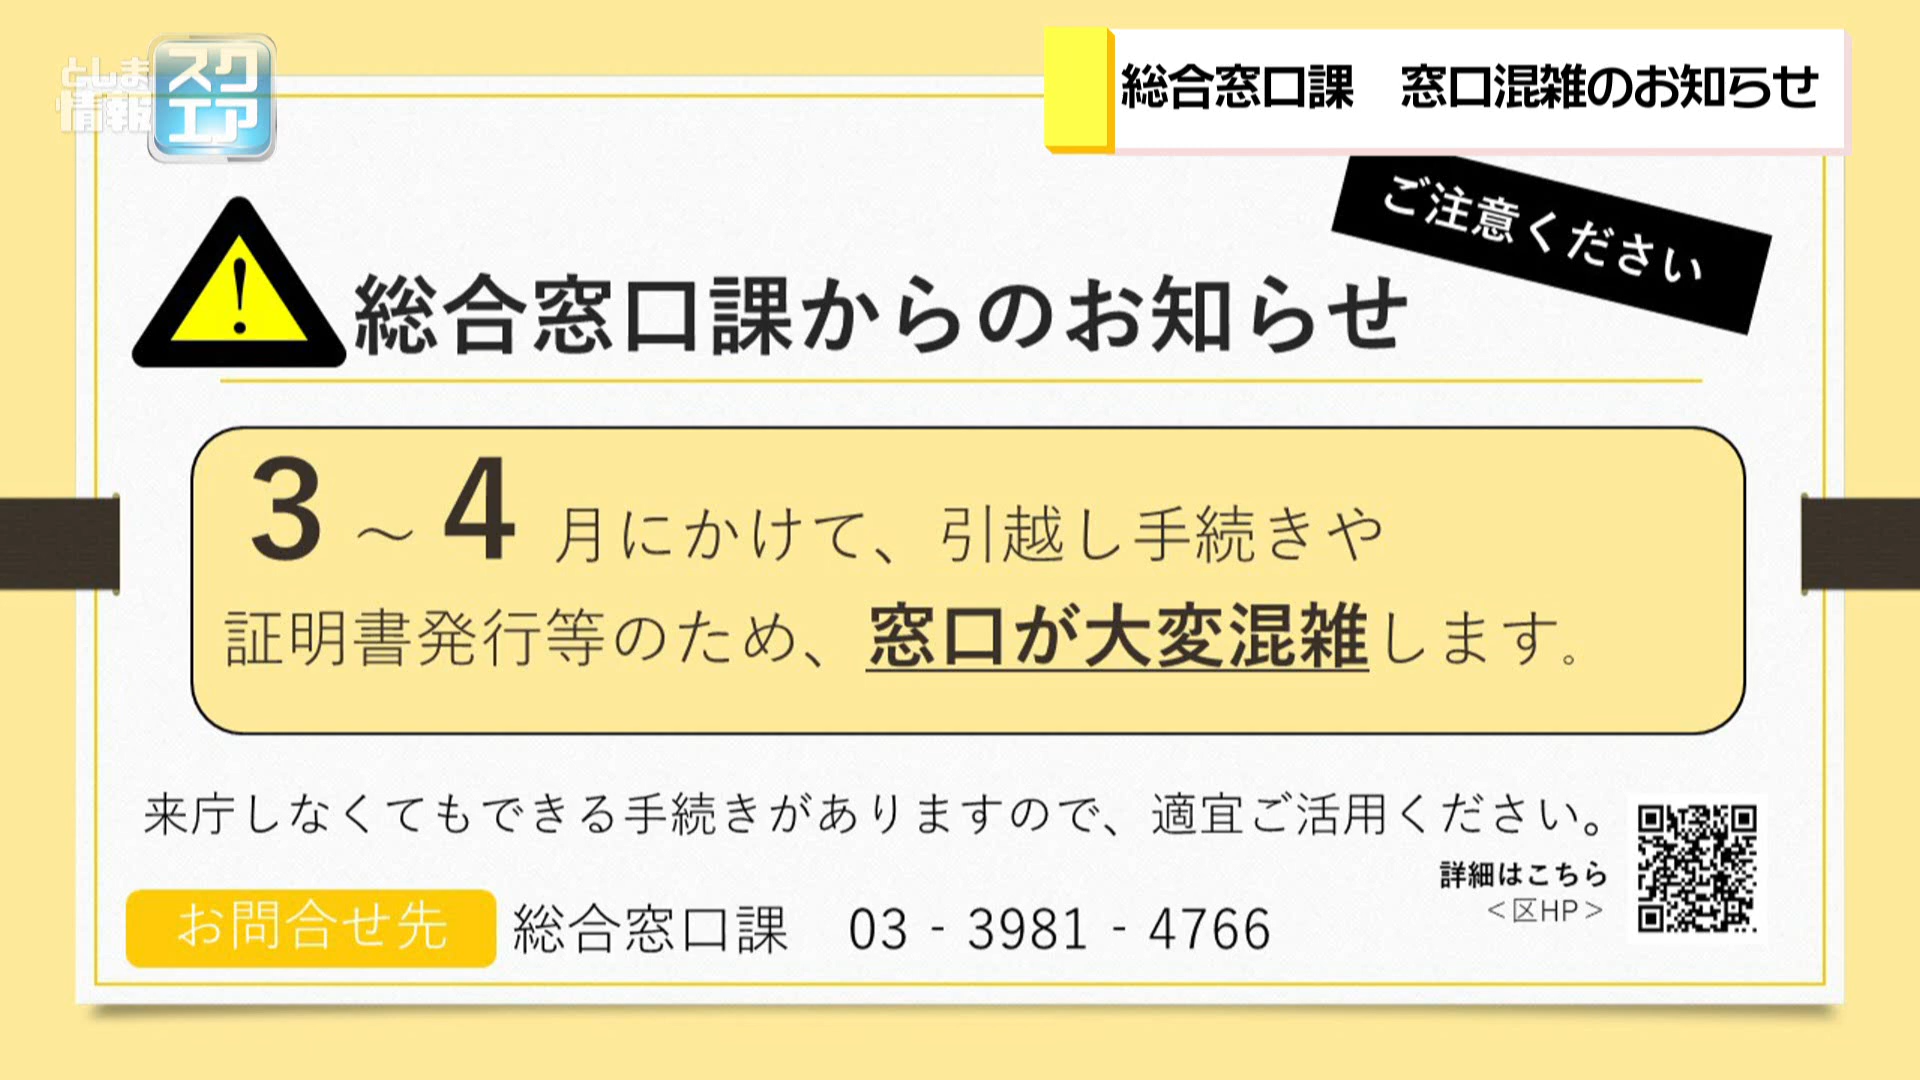 としま
情報
スク
エア
総合窓口課　窓口混雑のお知らせ
ご注意ください
総合窓口課からのお知らせ
3～4月にかけて、引越し手続きや
証明書発行等のため、窓口が大変混雑します。
来庁しなくてもできる手続きがありますので、適宜ご活用ください。
詳細はこちら
＜区HP＞
お問合せ先　総合窓口課　03 - 3981 - 4766